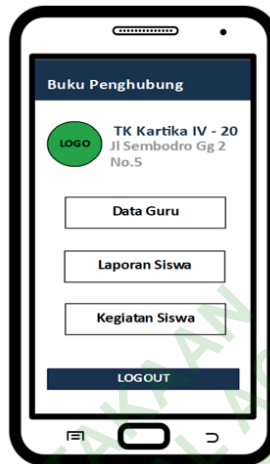 Buku Penghubung
LOGO
TK Kartika IV - 20
Jl Sembodro Gg 2
No.5
Data Guru
Laporan Siswa
Kegiatan Siswa
LOGOUT